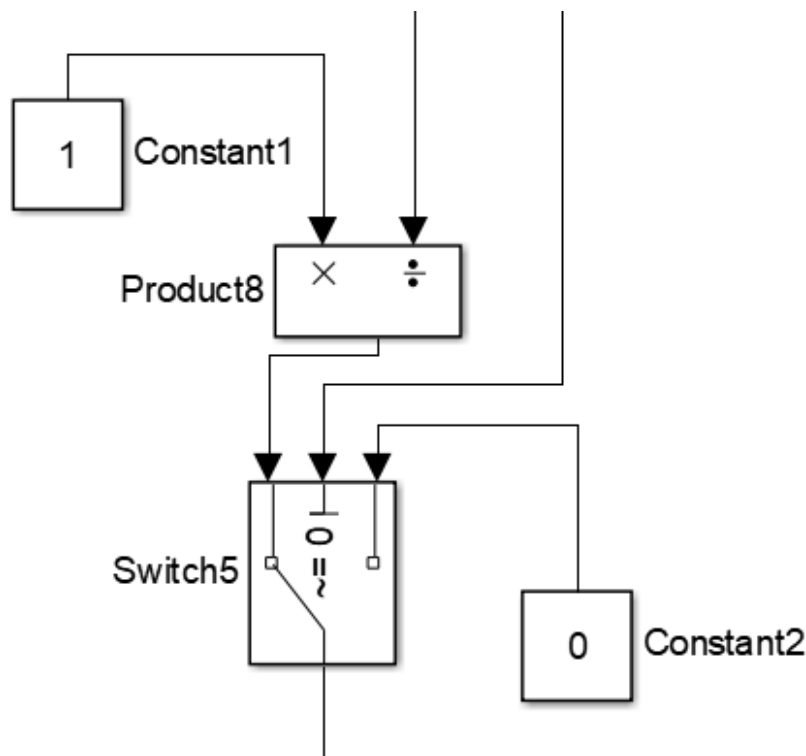 1
Constant1
Product8
× ÷
~= 0
Switch5
0
Constant2